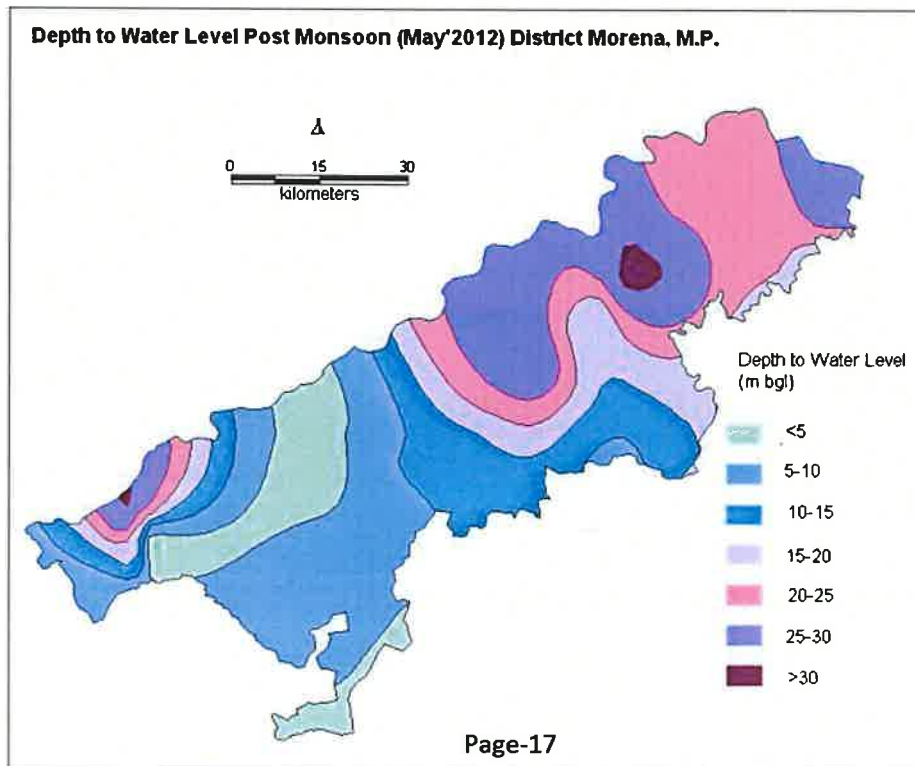 Depth to Water Level Post Monsoon (May'2012) District Morena, M.P.
0 15 30
kilometers
Depth to Water Level
(m bgl)
<5
5-10
10-15
15-20
20-25
25-30
>30
Page-17